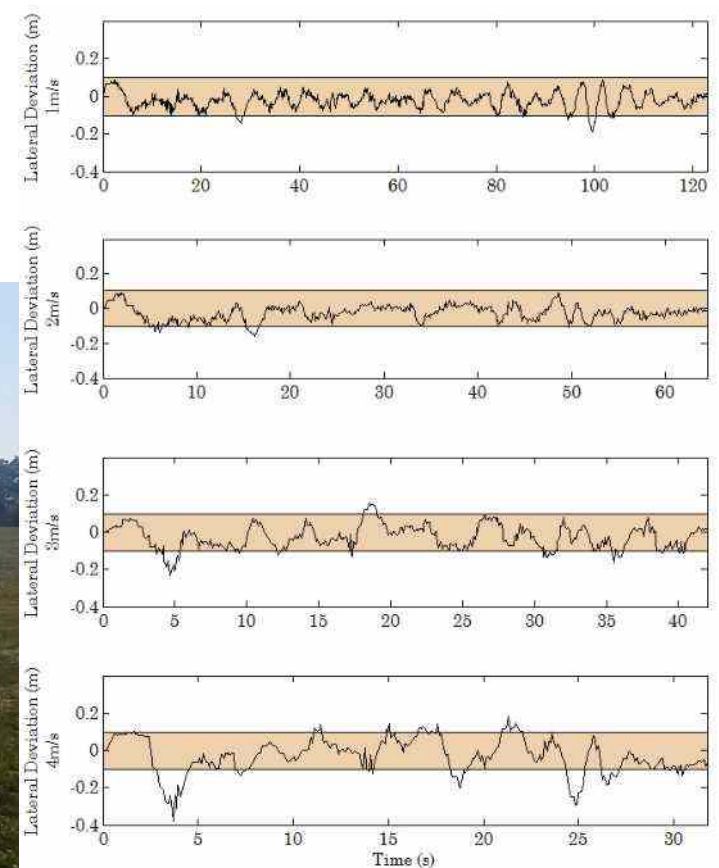 Lateral Deviation (m)
1m/s
0.2
0
-0.2
-0.4
0 20 40 60 80 100 120
Lateral Deviation (m)
2m/s
0.2
0
-0.2
-0.4
0 10 20 30 40 50 60
Lateral Deviation (m)
3m/s
0.2
0
-0.2
-0.4
0 5 10 15 20 25 30 35 40
Lateral Deviation (m)
4m/s
0.2
0
-0.2
-0.4
0 5 10 15 20 25 30
Time (s)